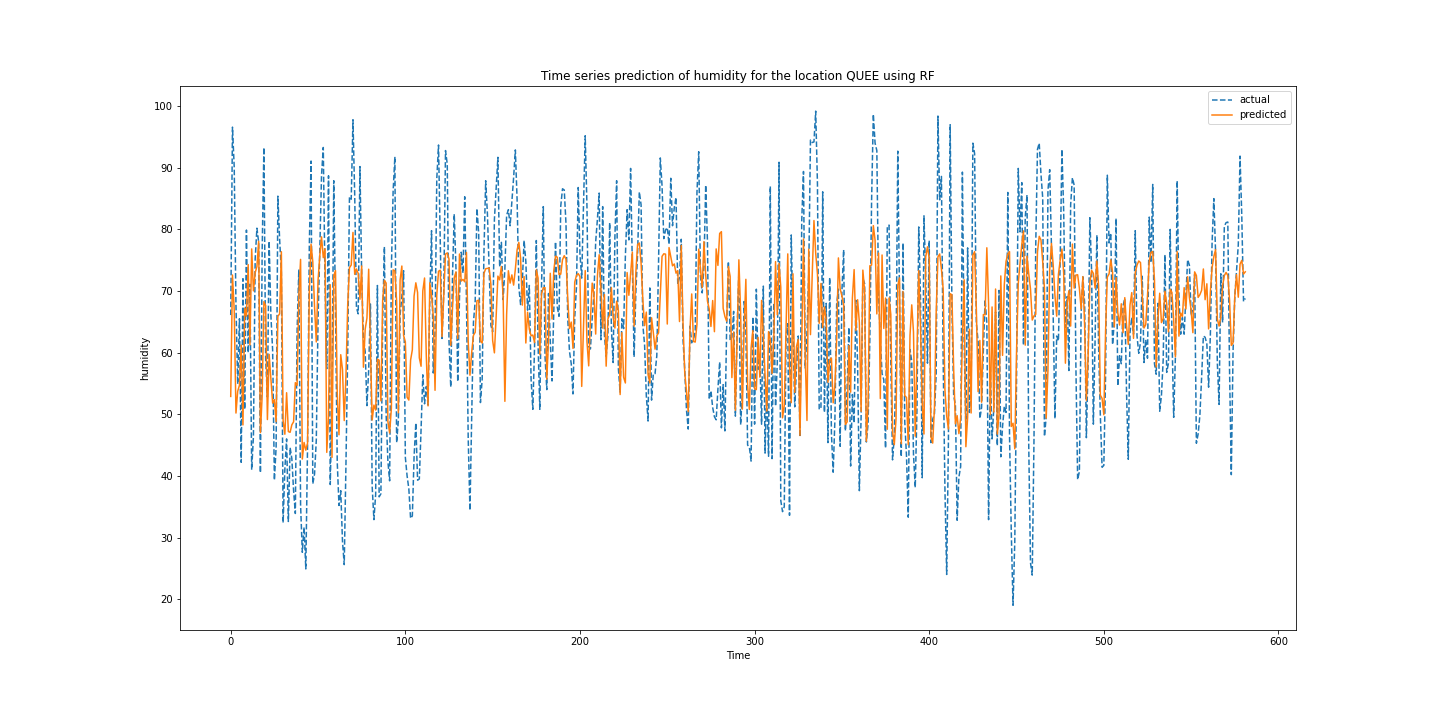 Time series prediction of humidity for the location QUEE using RF
actual
predicted
100
90
80
70
60
50
40
30
20
humidity
0 100 200 300 400 500 600
Time